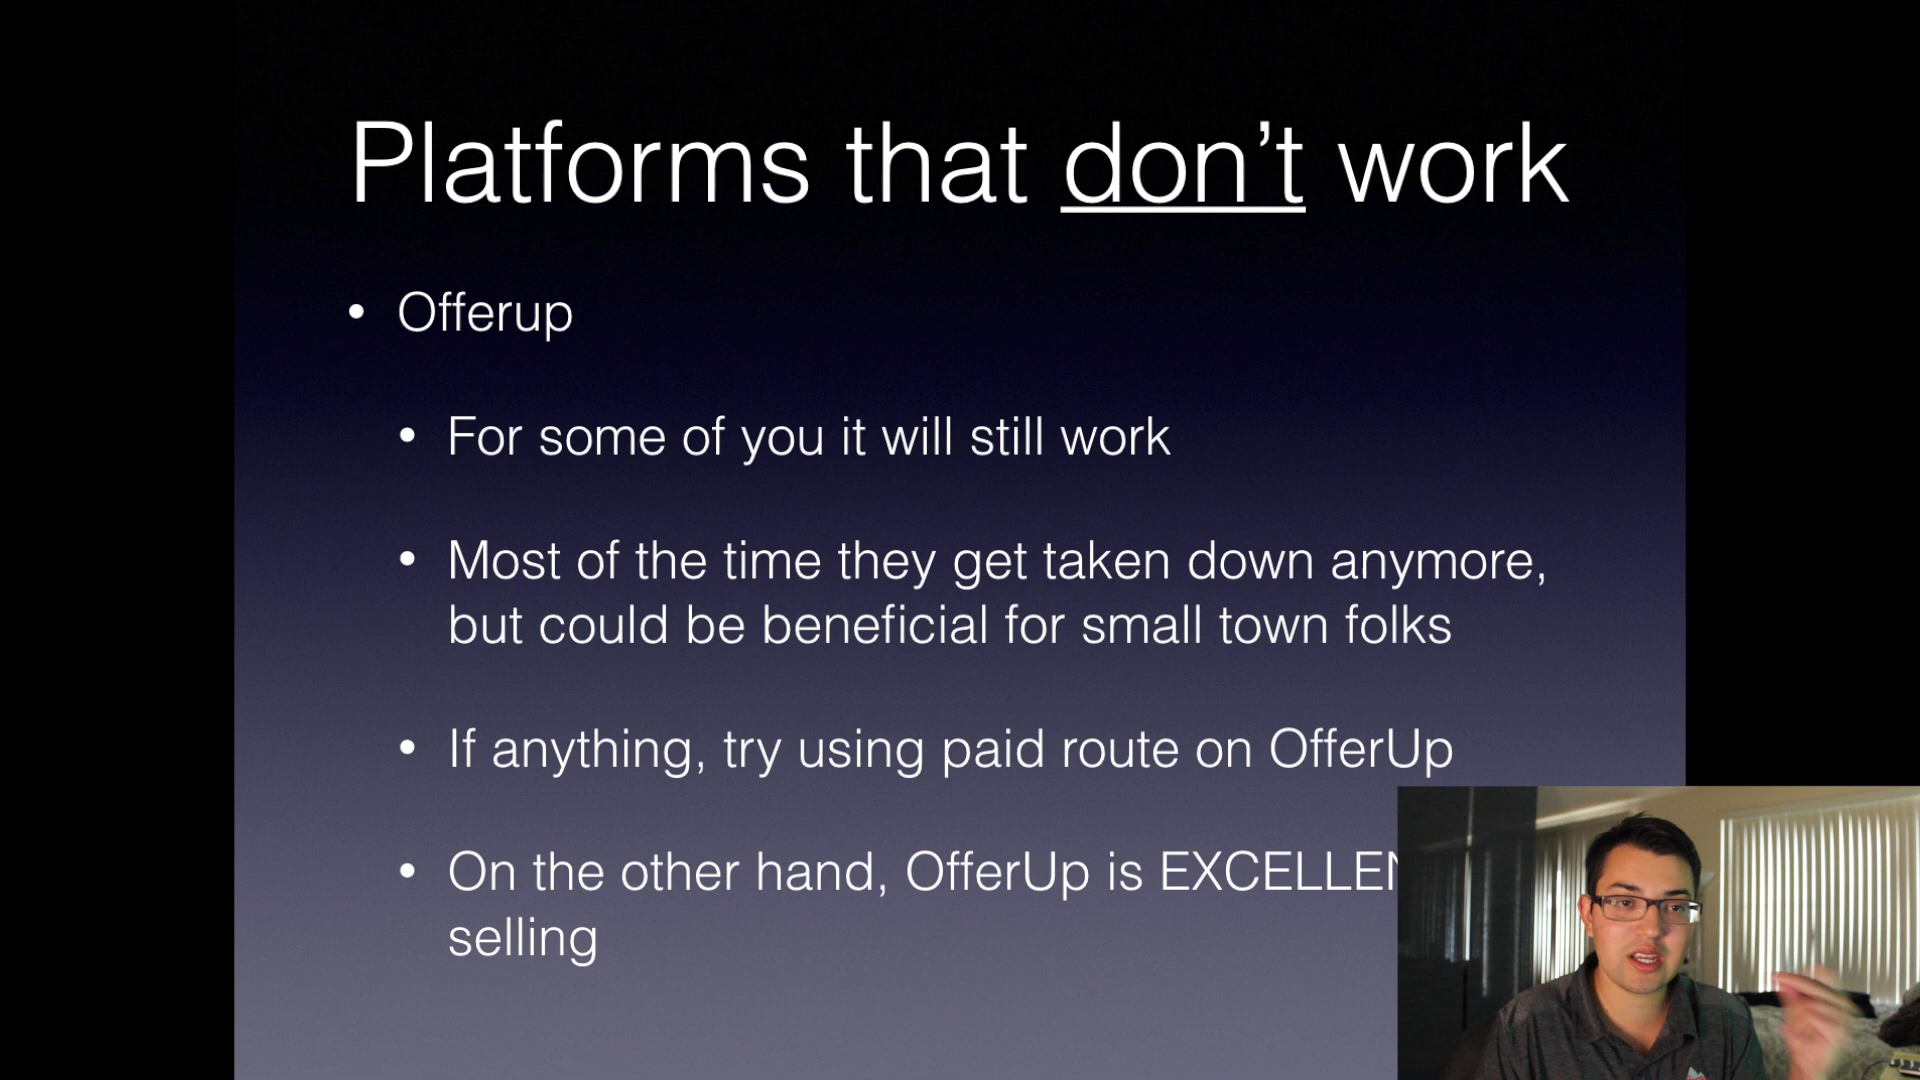 Platforms that don’t work
• Offerup
• For some of you it will still work
• Most of the time they get taken down anymore,
but could be beneficial for small town folks
• If anything, try using paid route on OfferUp
• On the other hand, OfferUp is
selling